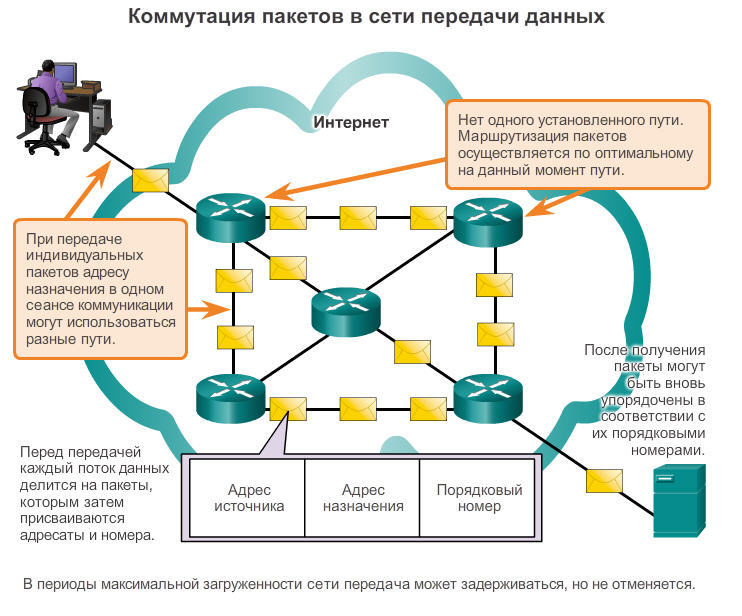 Коммутация пакетов в сети передачи данных
Интернет
Нет одного установленного пути.
Маршрутизация пакетов
осуществляется по оптимальному
на данный момент пути.
При передаче
индивидуальных
пакетов адресу
назначения в одном
сеансе коммуникации
могут использоваться
разные пути.
После получения
пакеты могут
быть вновь
упорядочены в
соответствии с
их порядковыми
номерами.
Перед передачей
каждый поток данных
делится на пакеты,
которым затем
присваиваются
адресаты и номера.
Адрес
источника
Адрес
назначения
Порядковый
номер
В периоды максимальной загруженности сети передача может задерживаться, но не отменяется.